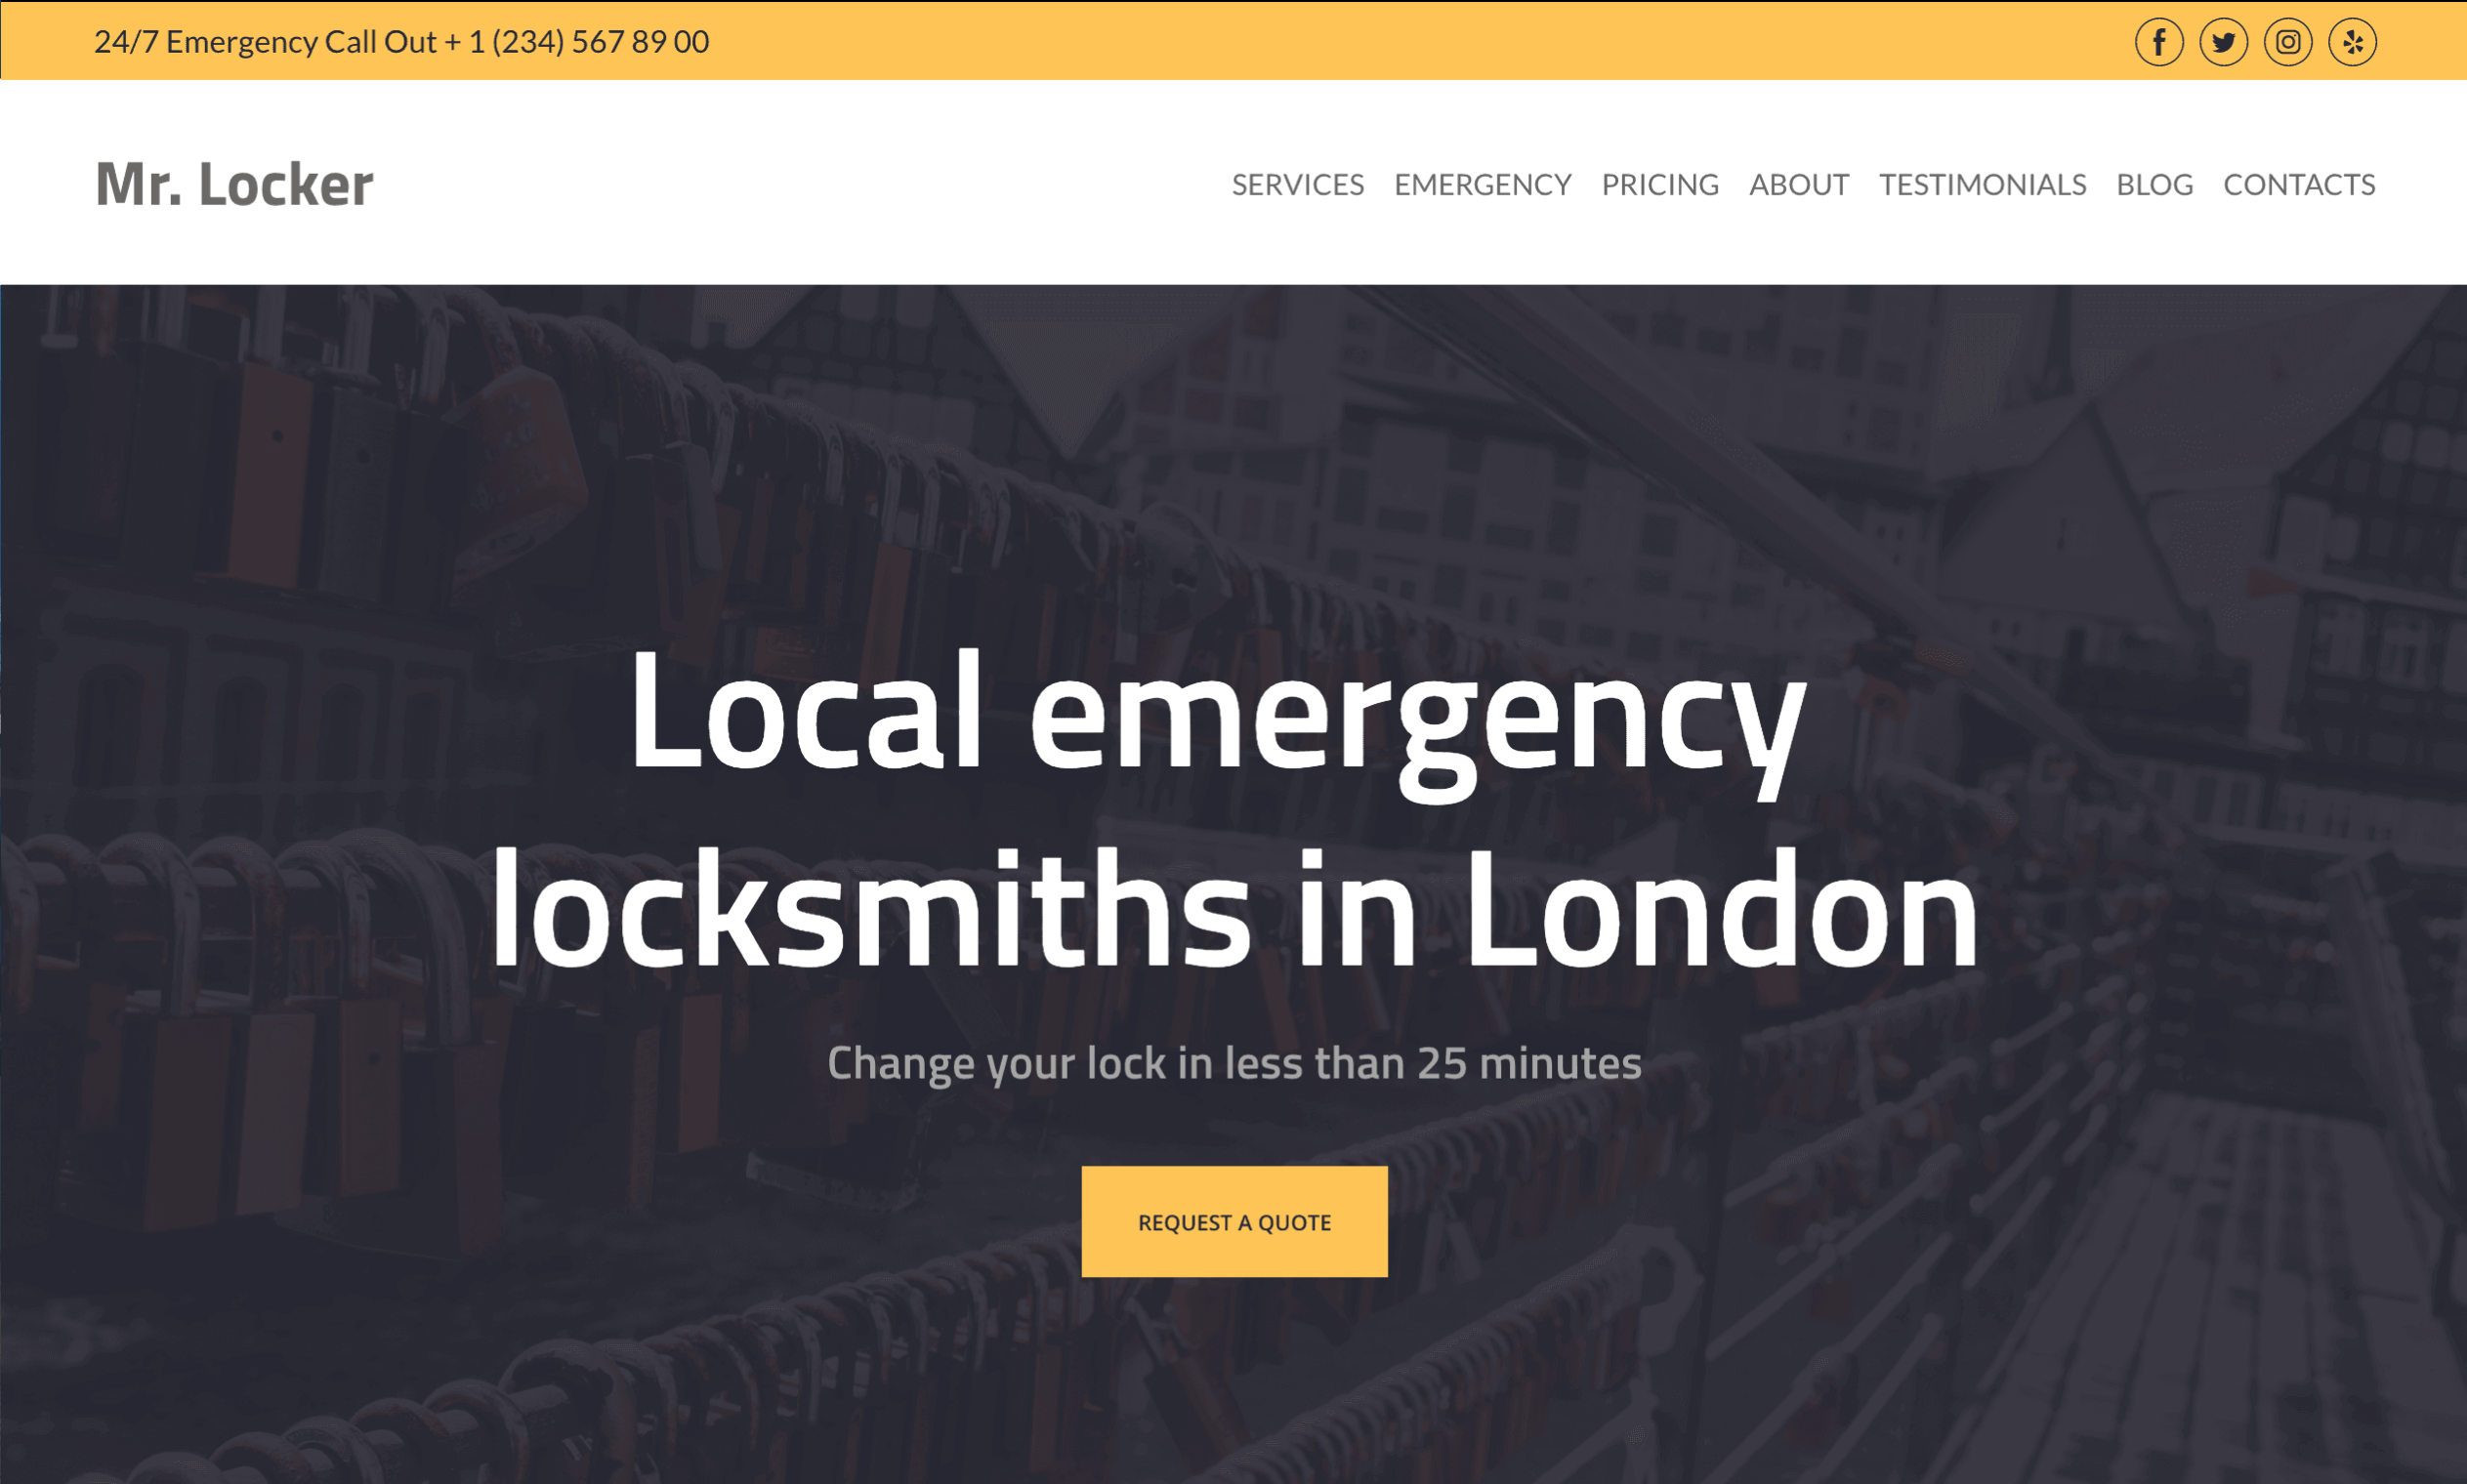 24/7 Emergency Call Out + 1 (234) 567 89 00
Mr. Locker
SERVICES EMERGENCY PRICING ABOUT TESTIMONIALS BLOG CONTACTS
Local emergency
locksmiths in London
Change your lock in less than 25 minutes
REQUEST A QUOTE